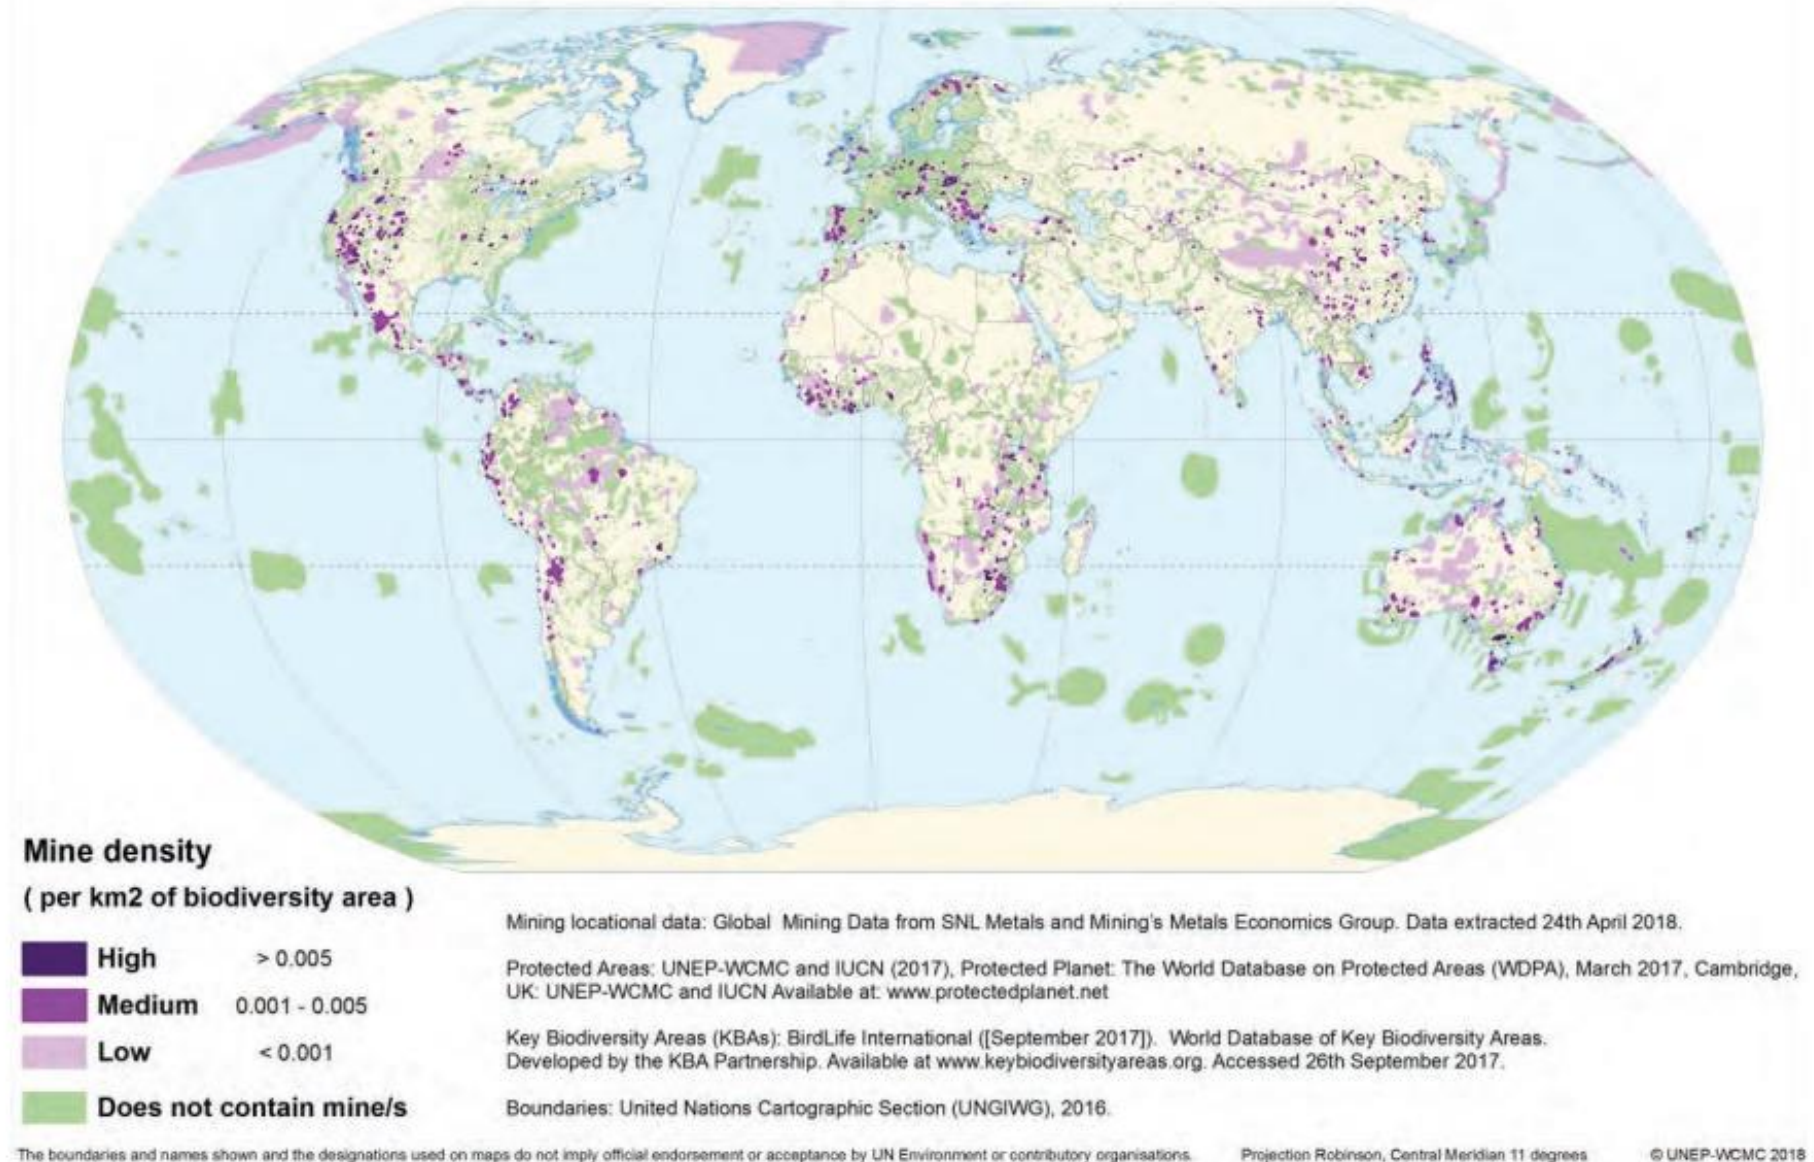 Mine density
( per km2 of biodiversity area )
High > 0.005
Medium 0.001 - 0.005
Low < 0.001
Does not contain mine/s
Mining locational data: Global Mining Data from SNL Metals and Mining's Metals Economics Group. Data extracted 24th April 2018.
Protected Areas: UNEP-WCMC and IUCN (2017), Protected Planet: The World Database on Protected Areas (WDPA), March 2017, Cambridge,
UK: UNEP-WCMC and IUCN Available at: www.protectedplanet.net
Key Biodiversity Areas (KBAs): BirdLife International ([September 2017]). World Database of Key Biodiversity Areas.
Developed by the KBA Partnership. Available at www.keybiodiversityareas.org. Accessed 26th September 2017.
Boundaries: United Nations Cartographic Section (UNGIWG), 2016.
The boundaries and names shown and the designations used on maps do not imply official endorsement or acceptance by UN Environment or contributory organisations. Projection Robinson, Central Meridian 11 degrees © UNEP-WCMC 2018